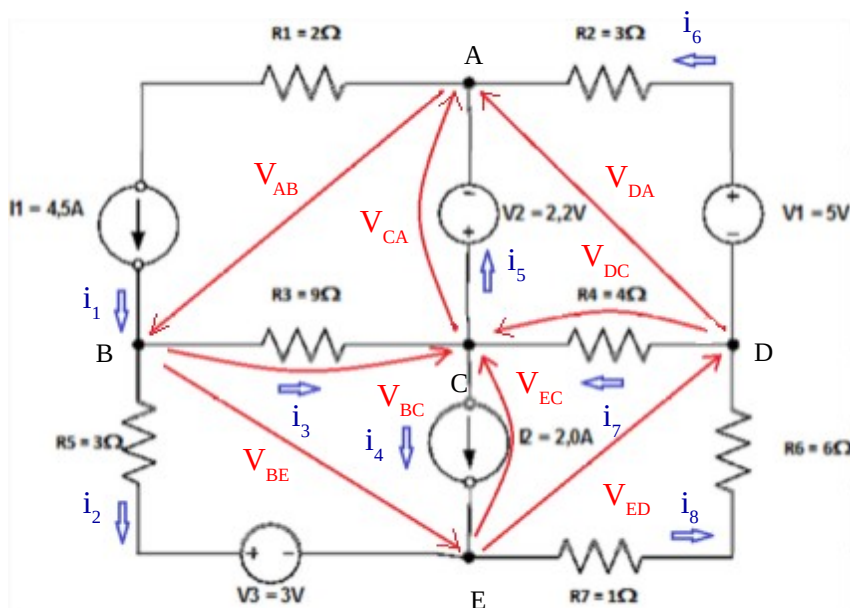 i6
R1 = 2Ω
R2 = 3Ω
A
VAB
VDA
I1 = 4,5A
V2 = 2,2V
V1 = 5V
VCA
VDC
i5
i1
R3 = 9Ω
R4 = 4Ω
B
D
C
VBC
VEC
i3
i7
R5 = 3Ω
i4
I2 = 2,0A
R6 = 6Ω
VBE
VED
i2
i8
- +
+ -
+ -
V3 = 3V
E
R7 = 1Ω